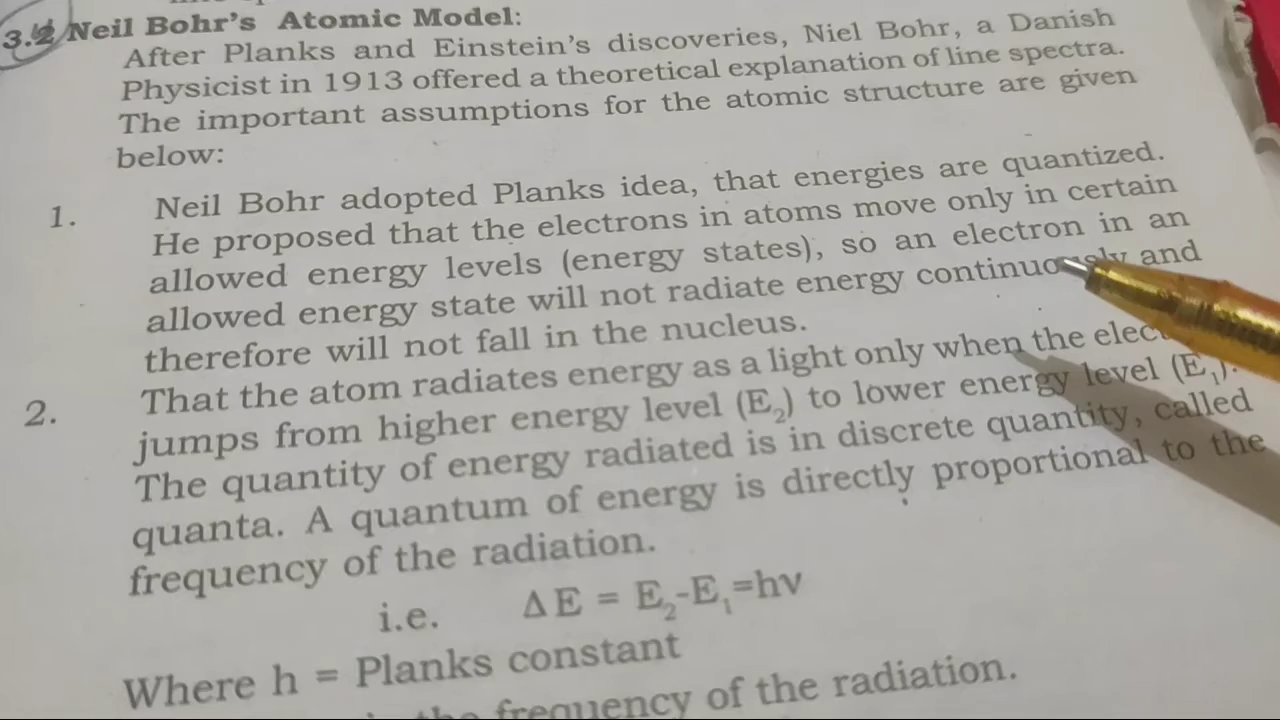 3.12 Neil Bohr's Atomic Model:
After Planks and Einstein's discoveries, Niel Bohr, a Danish
Physicist in 1913 offered a theoretical explanation of line spectra.
The important assumptions for the atomic structure are given
below:
1. Neil Bohr adopted Planks idea, that energies are quantized.
He proposed that the electrons in atoms move only in certain
allowed energy levels (energy states), so an electron in an
allowed energy state will not radiate energy continuously and
therefore will not fall in the nucleus.
2. That the atom radiates energy as a light only when the elec
jumps from higher energy level (E₂) to lower energy level (E₁).
The quantity of energy radiated is in discrete quantity, called
quanta. A quantum of energy is directly proportional to the
frequency of the radiation.
i.e. ΔE = E₂-E₁=hν
Where h = Planks constant
the frequency of the radiation.